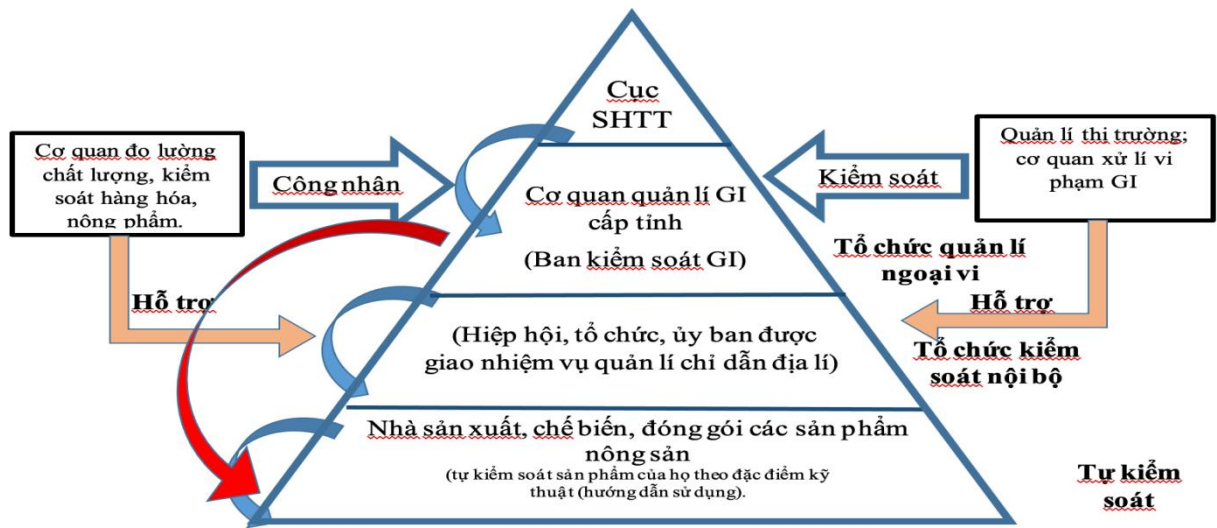 Cục
SHTT
Cơ quan đo lường
chất lượng, kiểm
soát hàng hóa,
nông phẩm.
Công nhận
Quản lí thị trường;
cơ quan xử lí vi
phạm GI
Kiểm soát
Cơ quan quản lí GI
cấp tỉnh
(Ban kiểm soát GI)
Tổ chức quản lí
ngoại vi
Hỗ trợ
Hỗ trợ
(Hiệp hội, tổ chức, ủy ban được
giao nhiệm vụ quản lí chỉ dẫn địa lí)
Tổ chức kiểm
soát nội bộ
Nhà sản xuất, chế biến, đóng gói các sản phẩm
nông sản
(tự kiểm soát sản phẩm của họ theo đặc điểm kỹ
thuật (hướng dẫn sử dụng).
Tự kiểm
soát